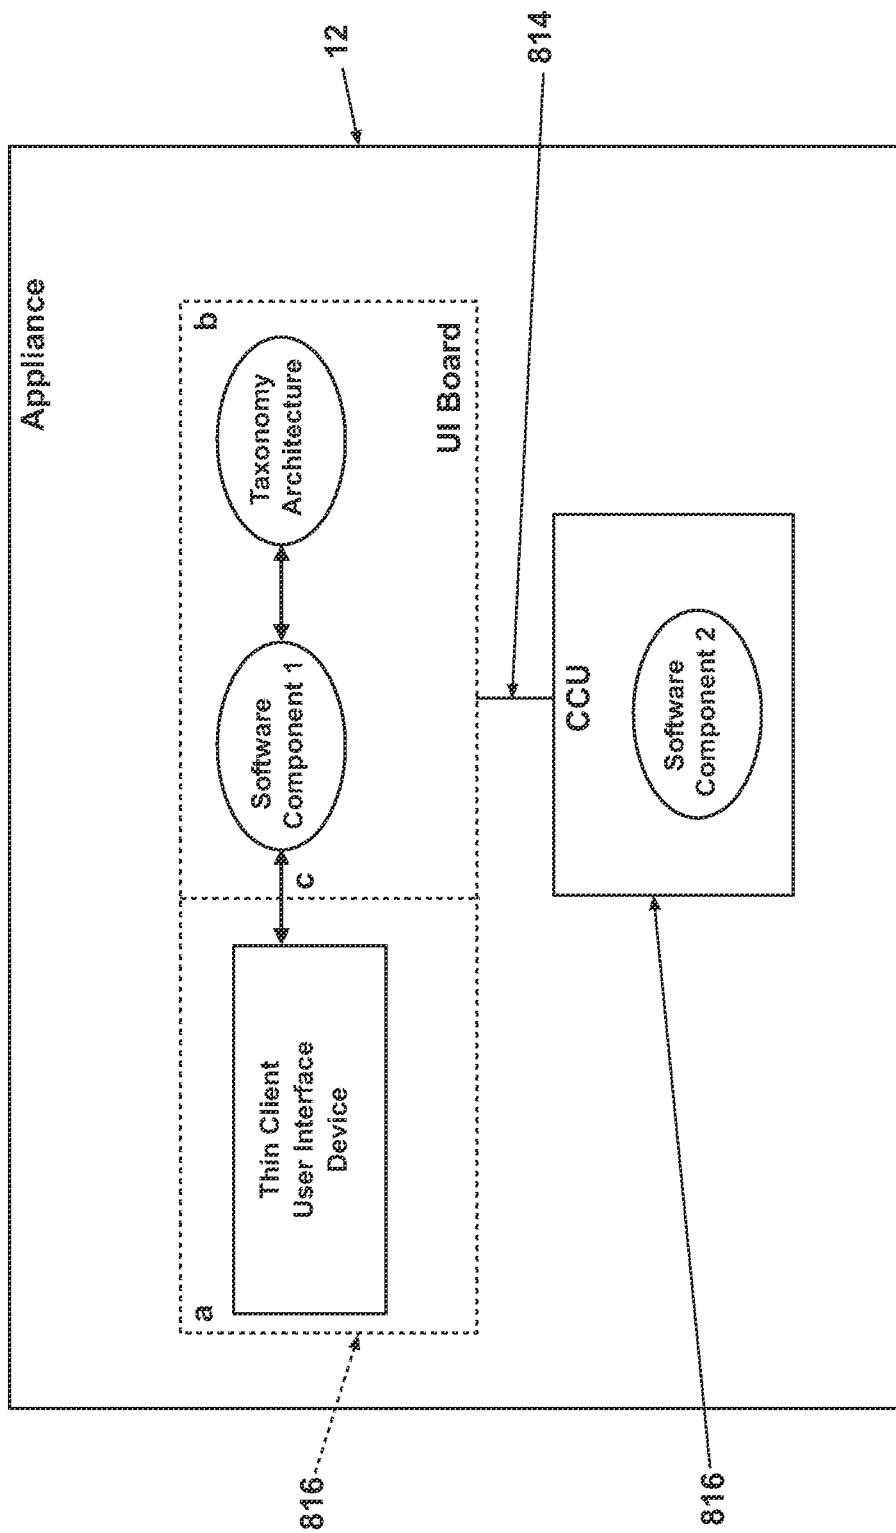 Appliance
12
814
816
816
a
b
c
Thin Client
User Interface
Device
Software
Component 1
Taxonomy
Architecture
UI Board
CCU
Software
Component 2